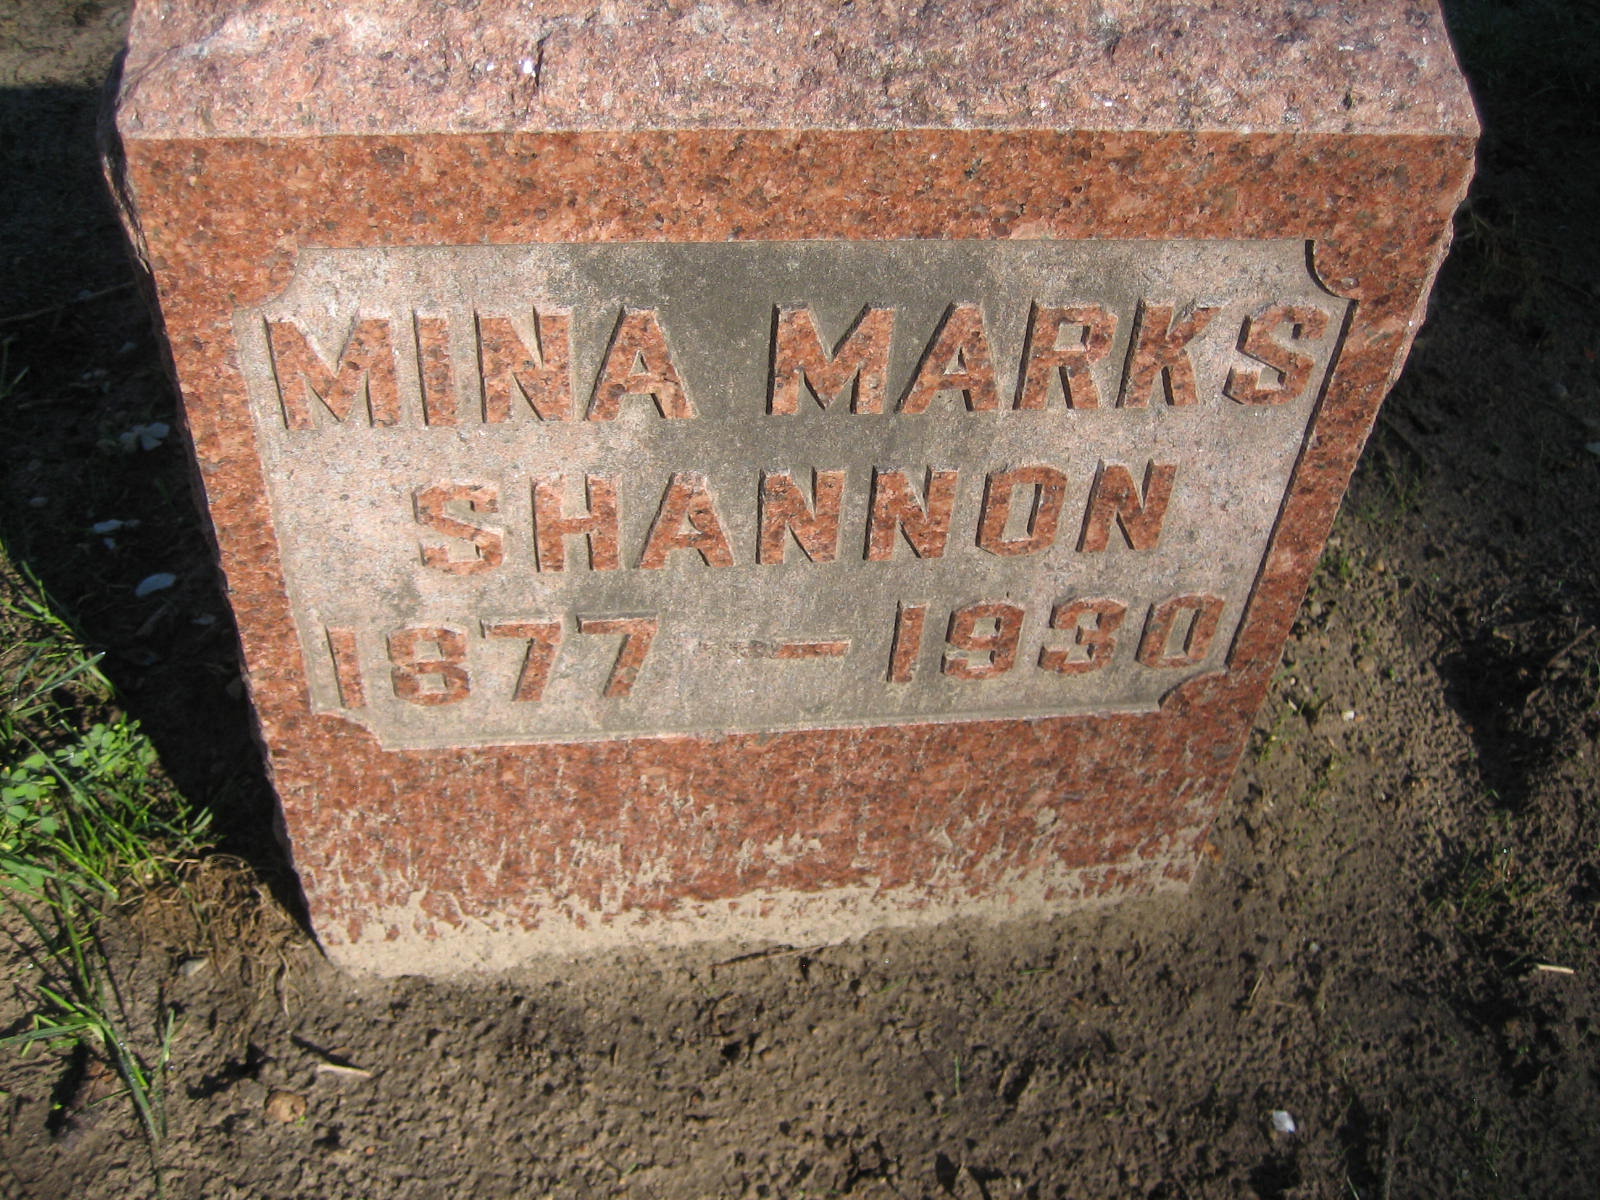 MINA MARKS
SHANNON
1877 – 1930